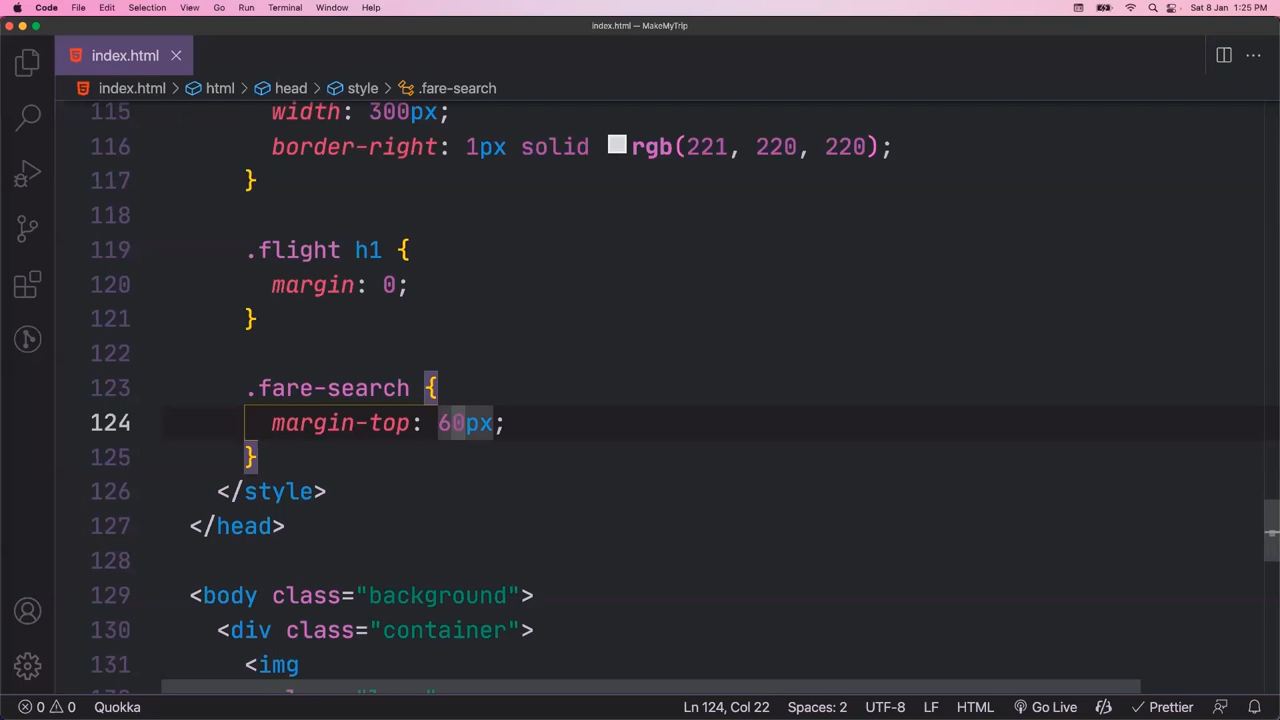 Code File Edit Selection View Go Run Terminal Window Help Sat 8 Jan 1:25 PM
index.html — MakeMyTrip
index.html
index.html html head style .fare-search
115 width: 300px;
116 border-right: 1px solid rgb(221, 220, 220);
117 }
118
119 .flight h1 {
120 margin: 0;
121 }
122
123 .fare-search {
124 margin-top: 60px;
125 }
126 </style>
127 </head>
128
129 <body class="background">
130 <div class="container">
131 <img
0 0 Quokka Ln 124, Col 22 Spaces: 2 UTF-8 LF HTML Go Live Prettier